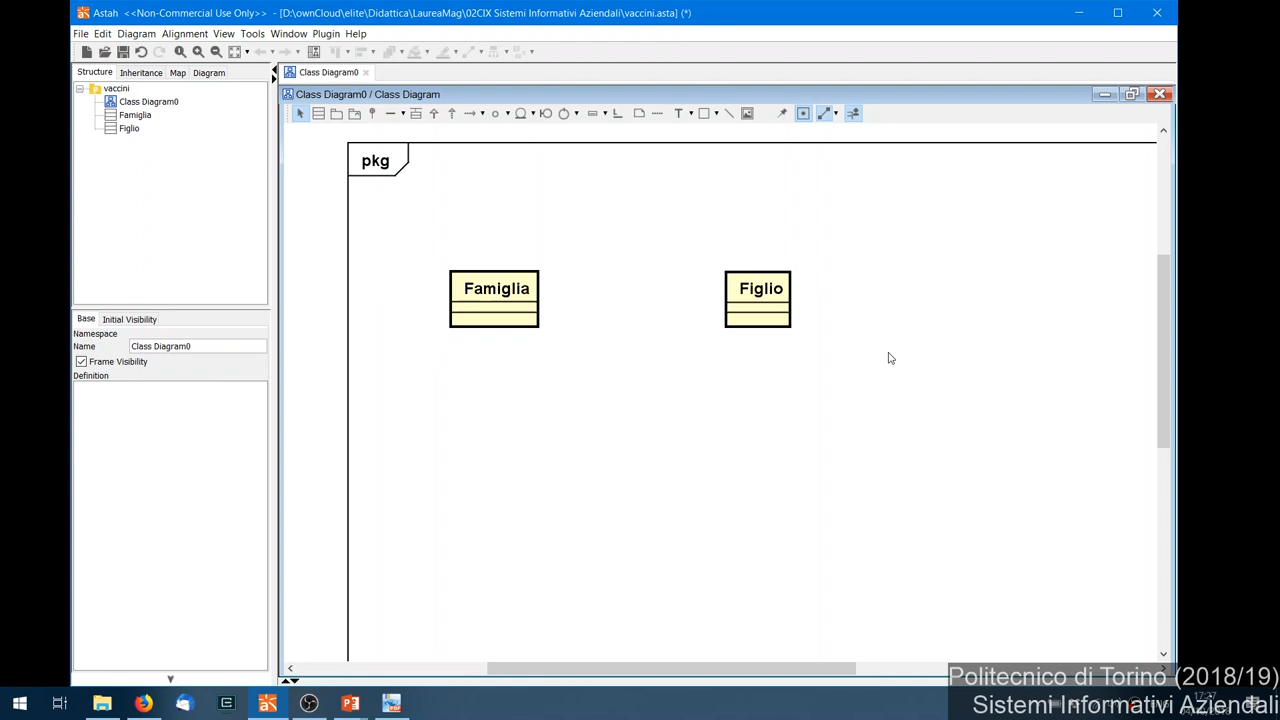 Astah <<Non-Commercial Use Only>> - [D:\ownCloud\elite\Didattica\LaureaMag\02CIX Sistemi Informativi Aziendali\vaccini.asta] (*)
File Edit Diagram Alignment View Tools Window Plugin Help
Structure Inheritance Map Diagram
Class Diagram0
vaccini
Class Diagram0
Famiglia
Figlio
Class Diagram0 / Class Diagram
T
pkg
Famiglia
Figlio
Base Initial Visibility
Namespace
Name Class Diagram0
Frame Visibility
Definition
Politecnico di Torino (2018/19)
Sistemi Informativi Aziendali
17:27